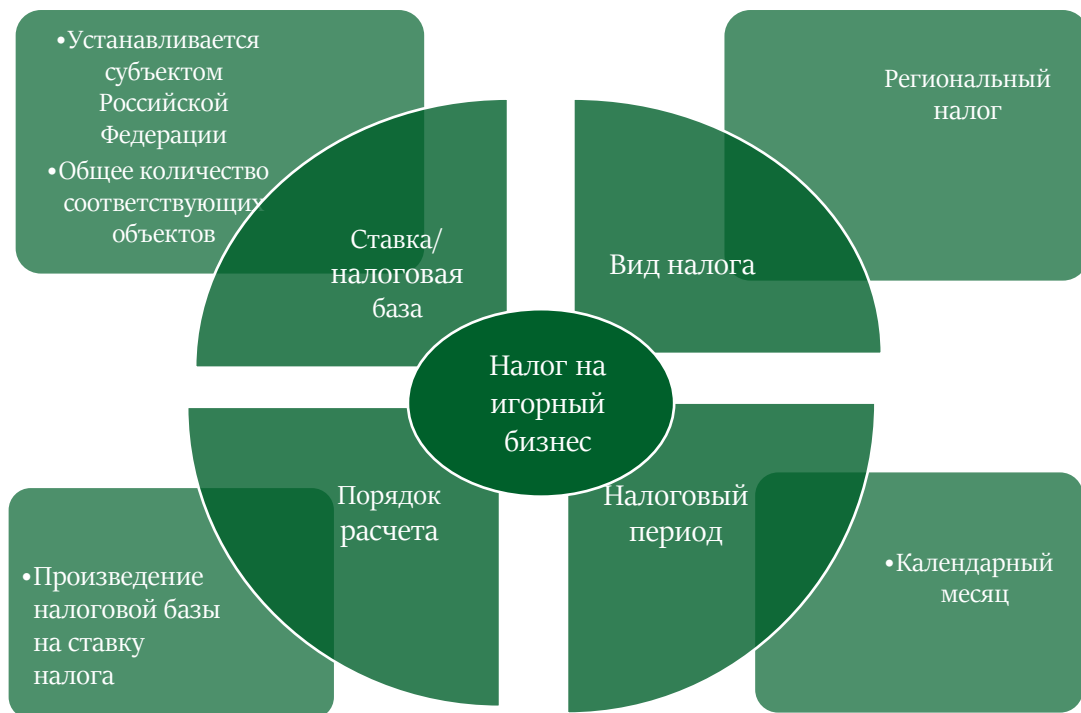 •Устанавливается
субъектом
Российской
Федерации
•Общее количество
соответствующих
объектов
Ставка/
налоговая
база
Региональный
налог
Вид налога
Налог на
игорный
бизнес
Порядок
расчета
•Произведение
налоговой базы
на ставку
налога
Налоговый
период
•Календарный
месяц